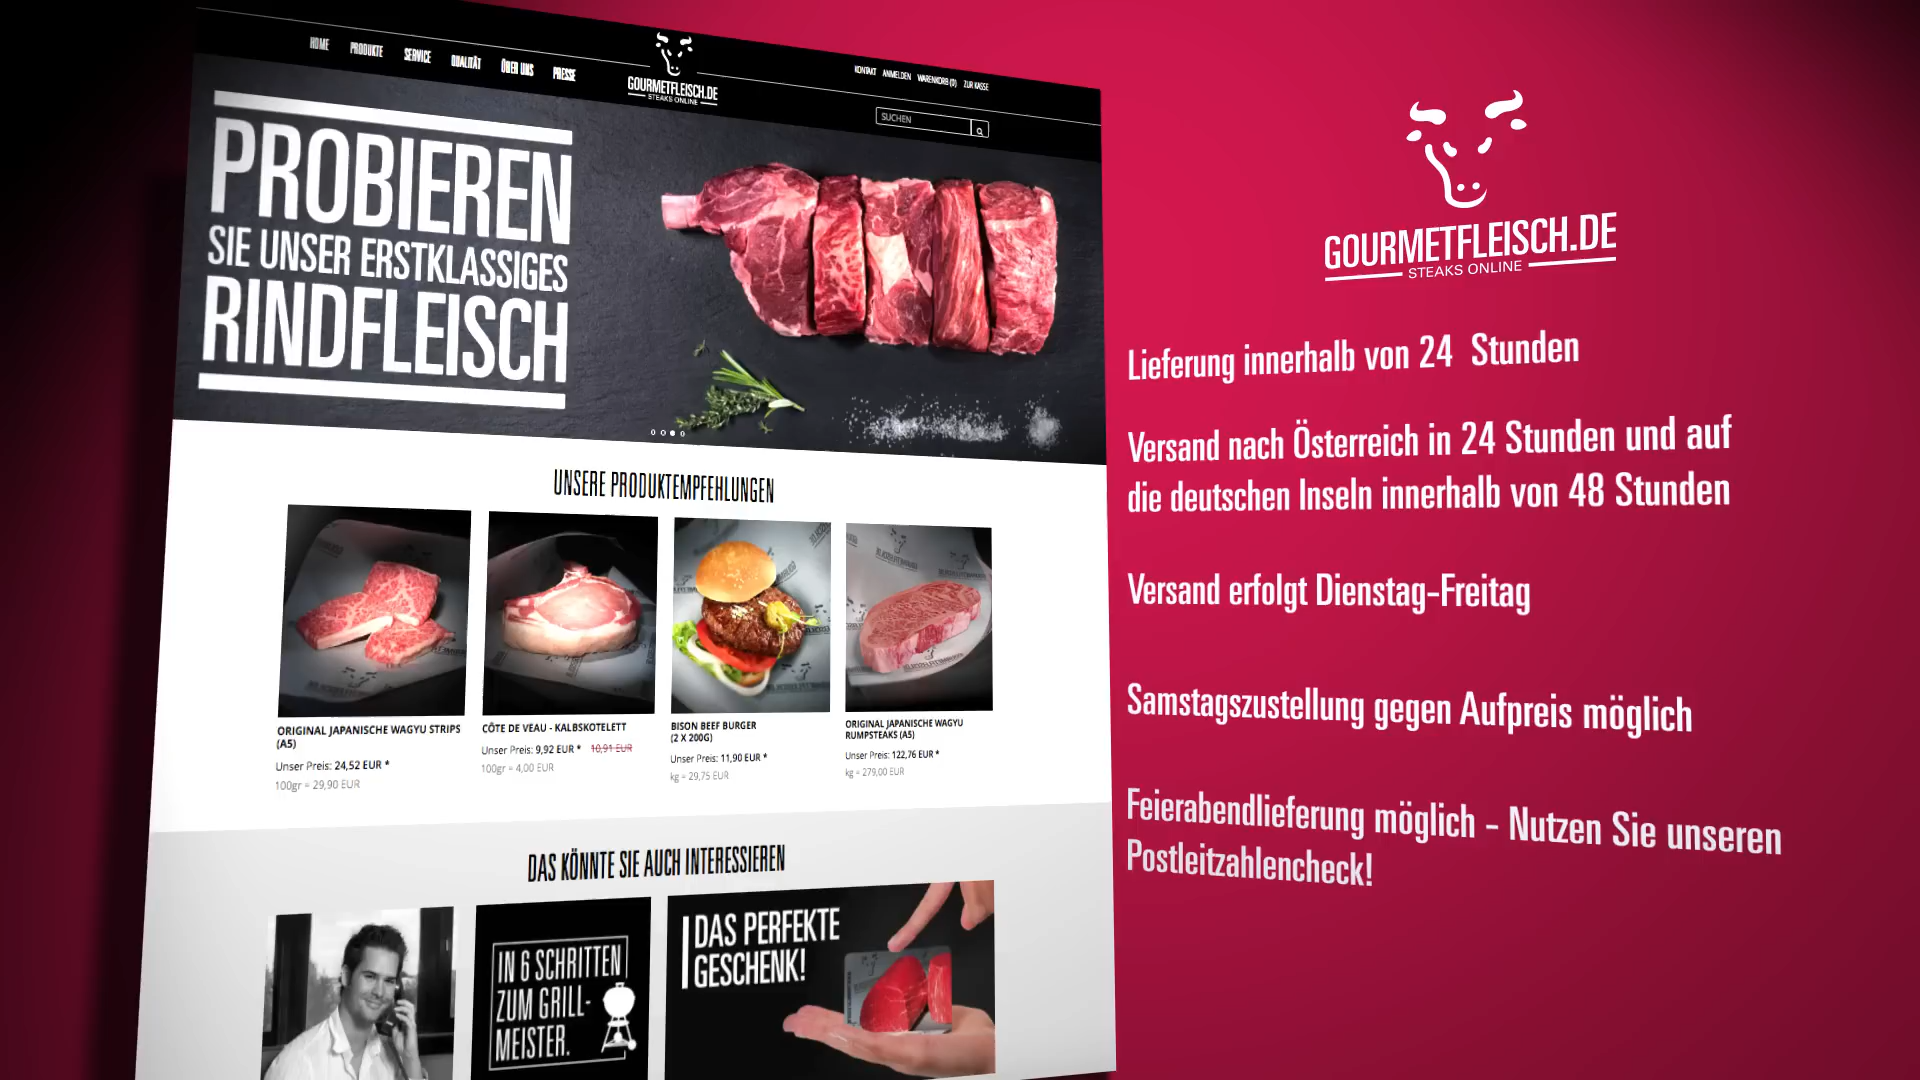 HOME PRODUKTE SERVICE QUALITÄT ÜBER UNS PRESSE
GOURMETFLEISCH.DE
STEAKS ONLINE
KONTAKT ANMELDEN WARENKORB (0) ZUR KASSE
SUCHEN
PROBIEREN
SIE UNSER ERSTKLASSIGES
RINDFLEISCH
UNSERE PRODUKTEMPFEHLUNGEN
ORIGINAL JAPANISCHE WAGYU STRIPS
(A5)
Unser Preis: 24,52 EUR *
100gr = 29,90 EUR
CÔTE DE VEAU - KALBSKOTELETT
Unser Preis: 9,92 EUR * 10,91 EUR
100gr = 4,00 EUR
BISON BEEF BURGER
(2 X 200G)
Unser Preis: 11,90 EUR *
kg = 29,75 EUR
ORIGINAL JAPANISCHE WAGYU
RUMPSTEAKS (A5)
Unser Preis: 122,76 EUR *
kg = 279,00 EUR
DAS KÖNNTE SIE AUCH INTERESSIEREN
IN 6 SCHRITTEN
ZUM GRILL-
MEISTER.
DAS PERFEKTE
GESCHENK!
GOURMETFLEISCH.DE
STEAKS ONLINE
Lieferung innerhalb von 24 Stunden
Versand nach Österreich in 24 Stunden und auf
die deutschen Inseln innerhalb von 48 Stunden
Versand erfolgt Dienstag-Freitag
Samstagszustellung gegen Aufpreis möglich
Feierabendlieferung möglich - Nutzen Sie unseren
Postleitzahlencheck!